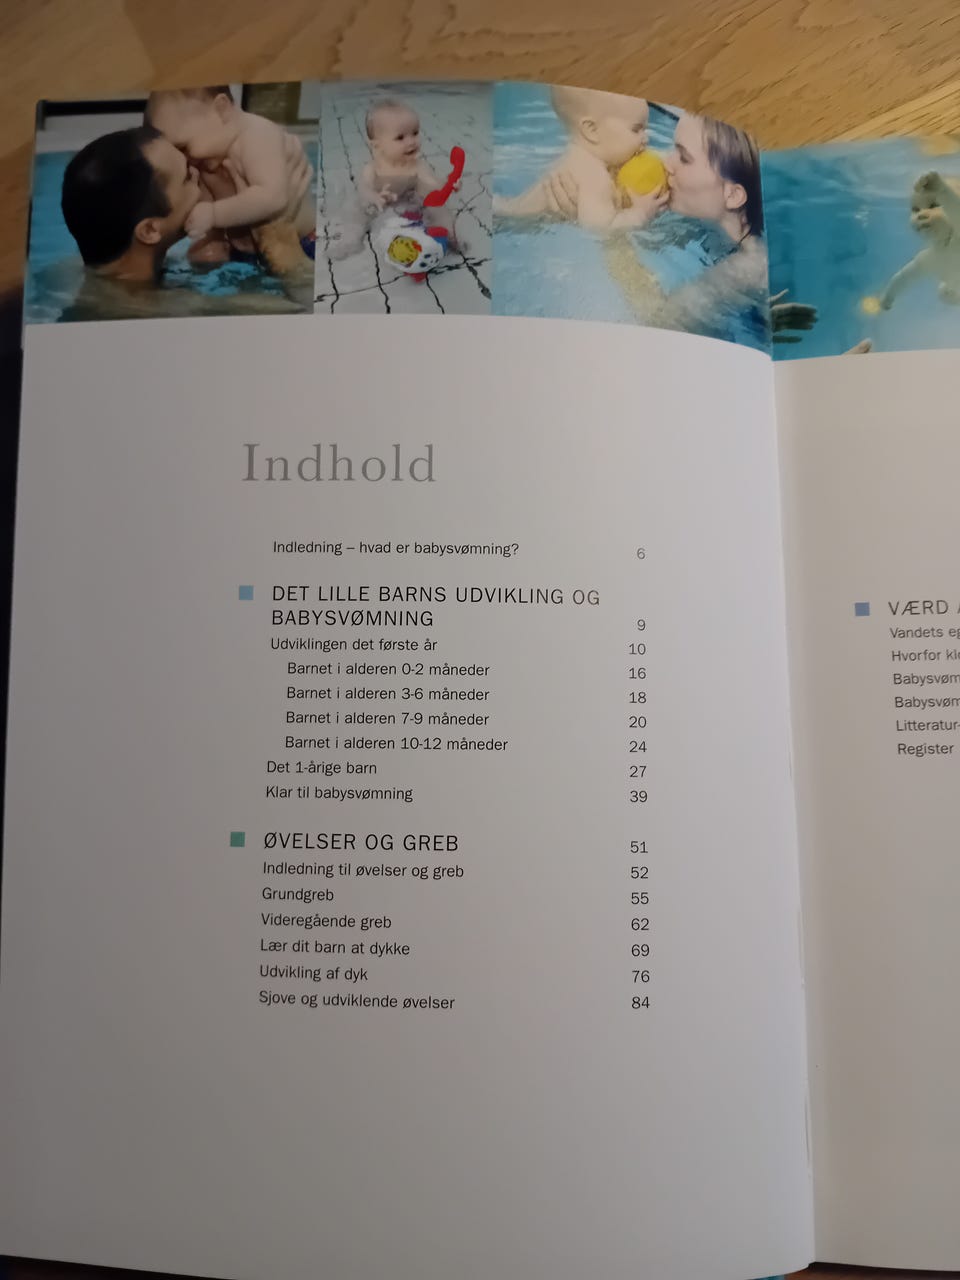 Indhold
Indledning – hvad er babysvømning? 6
DET LILLE BARNS UDVIKLING OG
BABYSVØMNING 9
Udviklingen det første år 10
Barnet i alderen 0-2 måneder 16
Barnet i alderen 3-6 måneder 18
Barnet i alderen 7-9 måneder 20
Barnet i alderen 10-12 måneder 24
Det 1-årige barn 27
Klar til babysvømning 39
ØVELSER OG GREB 51
Indledning til øvelser og greb 52
Grundgreb 55
Videregående greb 62
Lær dit barn at dykke 69
Udvikling af dyk 76
Sjove og udviklende øvelser 84
VÆRD
Vandets
Hvorfor
Litteratur-
Register